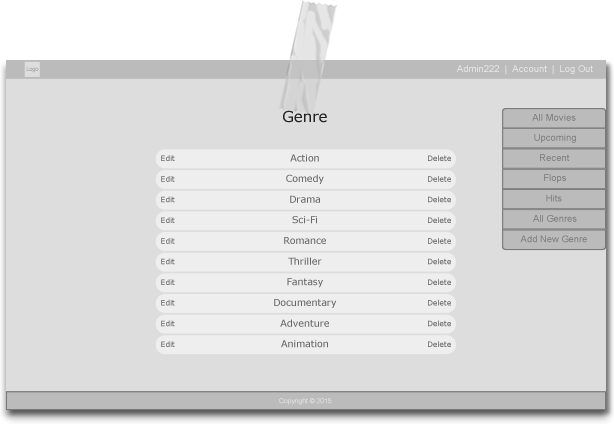 Logo
Admin222 | Account | Log Out
Genre
All Movies
Upcoming
Recent
Flops
Hits
All Genres
Add New Genre
Edit Action Delete
Edit Comedy Delete
Edit Drama Delete
Edit Sci-Fi Delete
Edit Romance Delete
Edit Thriller Delete
Edit Fantasy Delete
Edit Documentary Delete
Edit Adventure Delete
Edit Animation Delete
Copyright © 2015